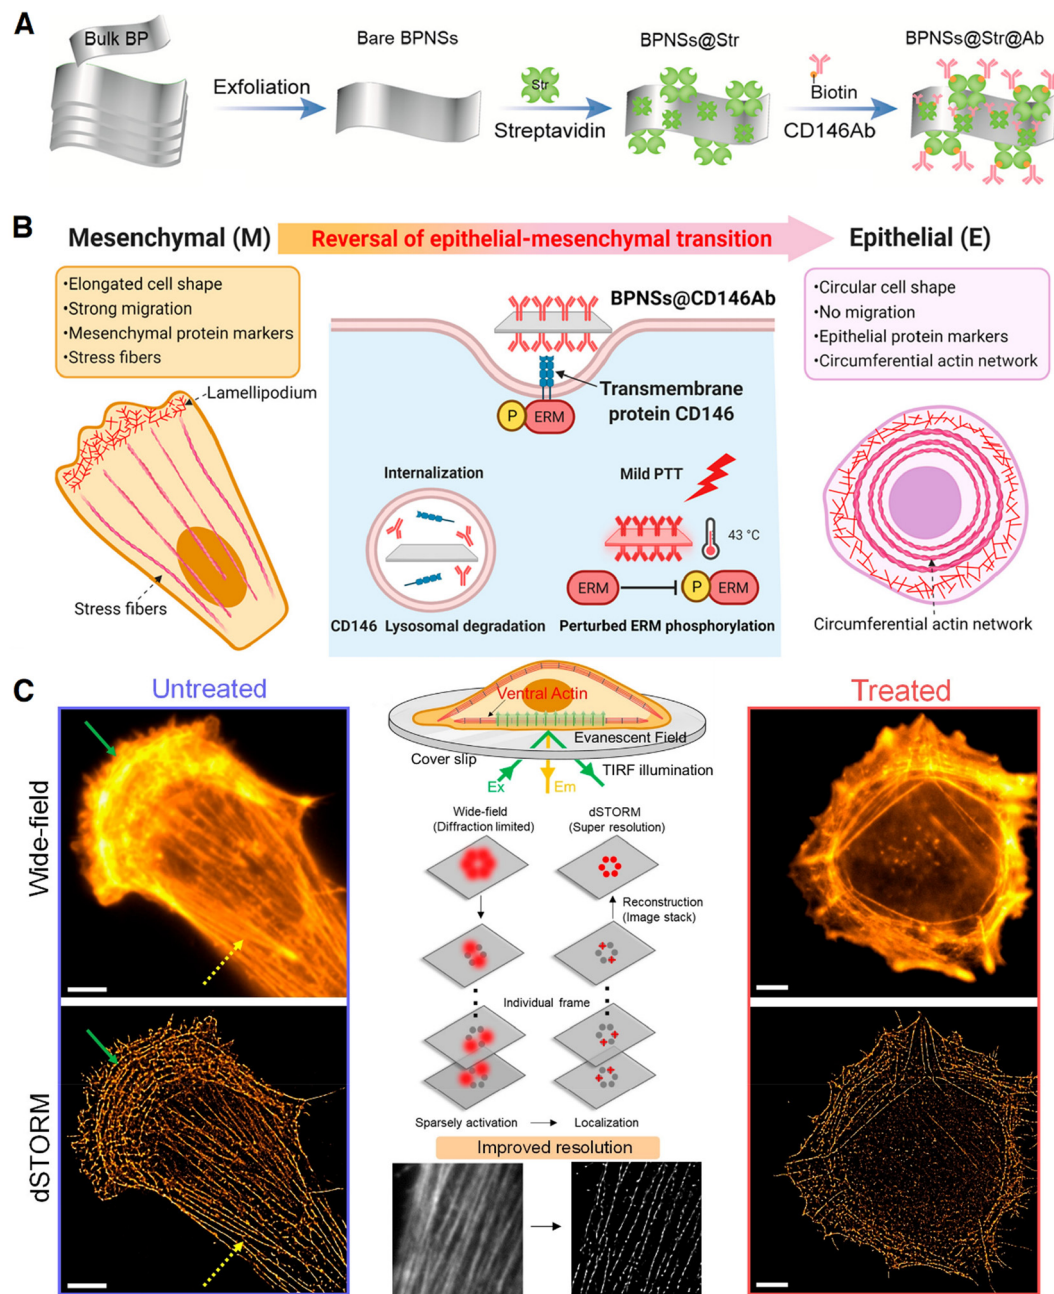 A
Bulk BP
Exfoliation
Bare BPNSs
Str
Streptavidin
BPNSs@Str
Biotin
CD146Ab
BPNSs@Str@Ab
B
Mesenchymal (M)
Reversal of epithelial-mesenchymal transition
Epithelial (E)
•Elongated cell shape
•Strong migration
•Mesenchymal protein markers
•Stress fibers
Lamellipodium
Stress fibers
BPNSs@CD146Ab
Transmembrane
protein CD146
P
ERM
Internalization
CD146 Lysosomal degradation
Mild PTT
43 °C
ERM
P
ERM
Perturbed ERM phosphorylation
•Circular cell shape
•No migration
•Epithelial protein markers
•Circumferential actin network
Circumferential actin network
C
Untreated
Wide-field
dSTORM
Ventral Actin
Evanescent Field
Cover slip
TIRF illumination
Ex
Em
Wide-field
(Diffraction limited)
dSTORM
(Super resolution)
Reconstruction
(Image stack)
Individual frame
Sparsely activation
Localization
Improved resolution
Treated